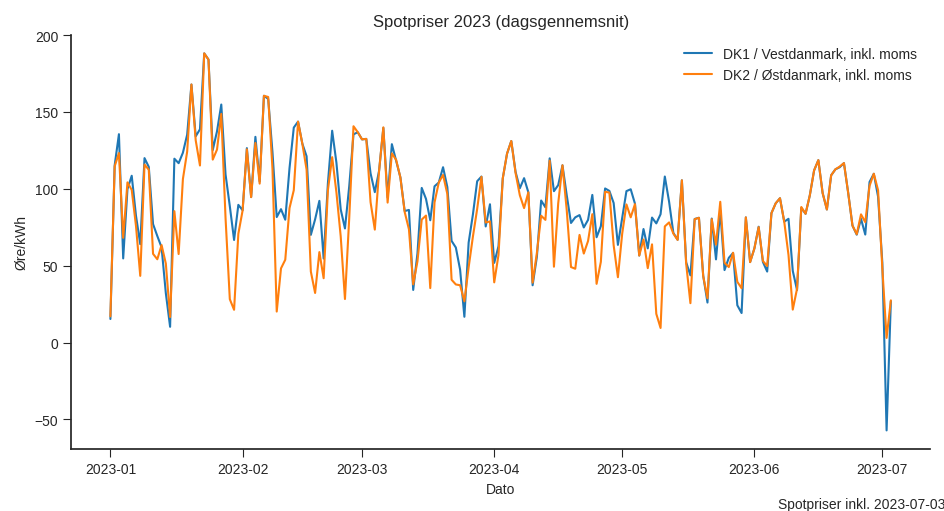 Spotpriser 2023 (dagsgennemsnit)
200
150
100
50
0
−50
Øre/kWh
DK1 / Vestdanmark, inkl. moms
DK2 / Østdanmark, inkl. moms
2023-01
2023-02
2023-03
2023-04
2023-05
2023-06
2023-07
Dato
Spotpriser inkl. 2023-07-03